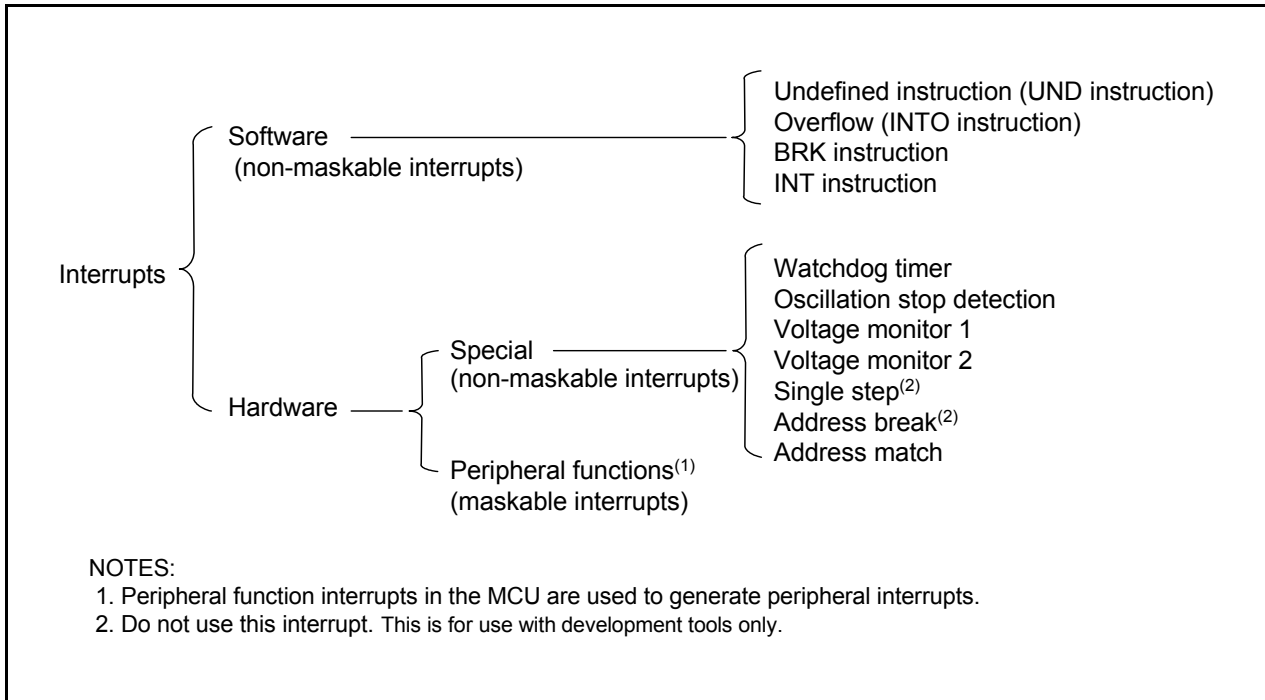 Interrupts
Software
(non-maskable interrupts)
Undefined instruction (UND instruction)
Overflow (INTO instruction)
BRK instruction
INT instruction
Hardware
Special
(non-maskable interrupts)
Watchdog timer
Oscillation stop detection
Voltage monitor 1
Voltage monitor 2
Single step(2)
Address break(2)
Address match
Peripheral functions(1)
(maskable interrupts)
NOTES:
1. Peripheral function interrupts in the MCU are used to generate peripheral interrupts.
2. Do not use this interrupt. This is for use with development tools only.